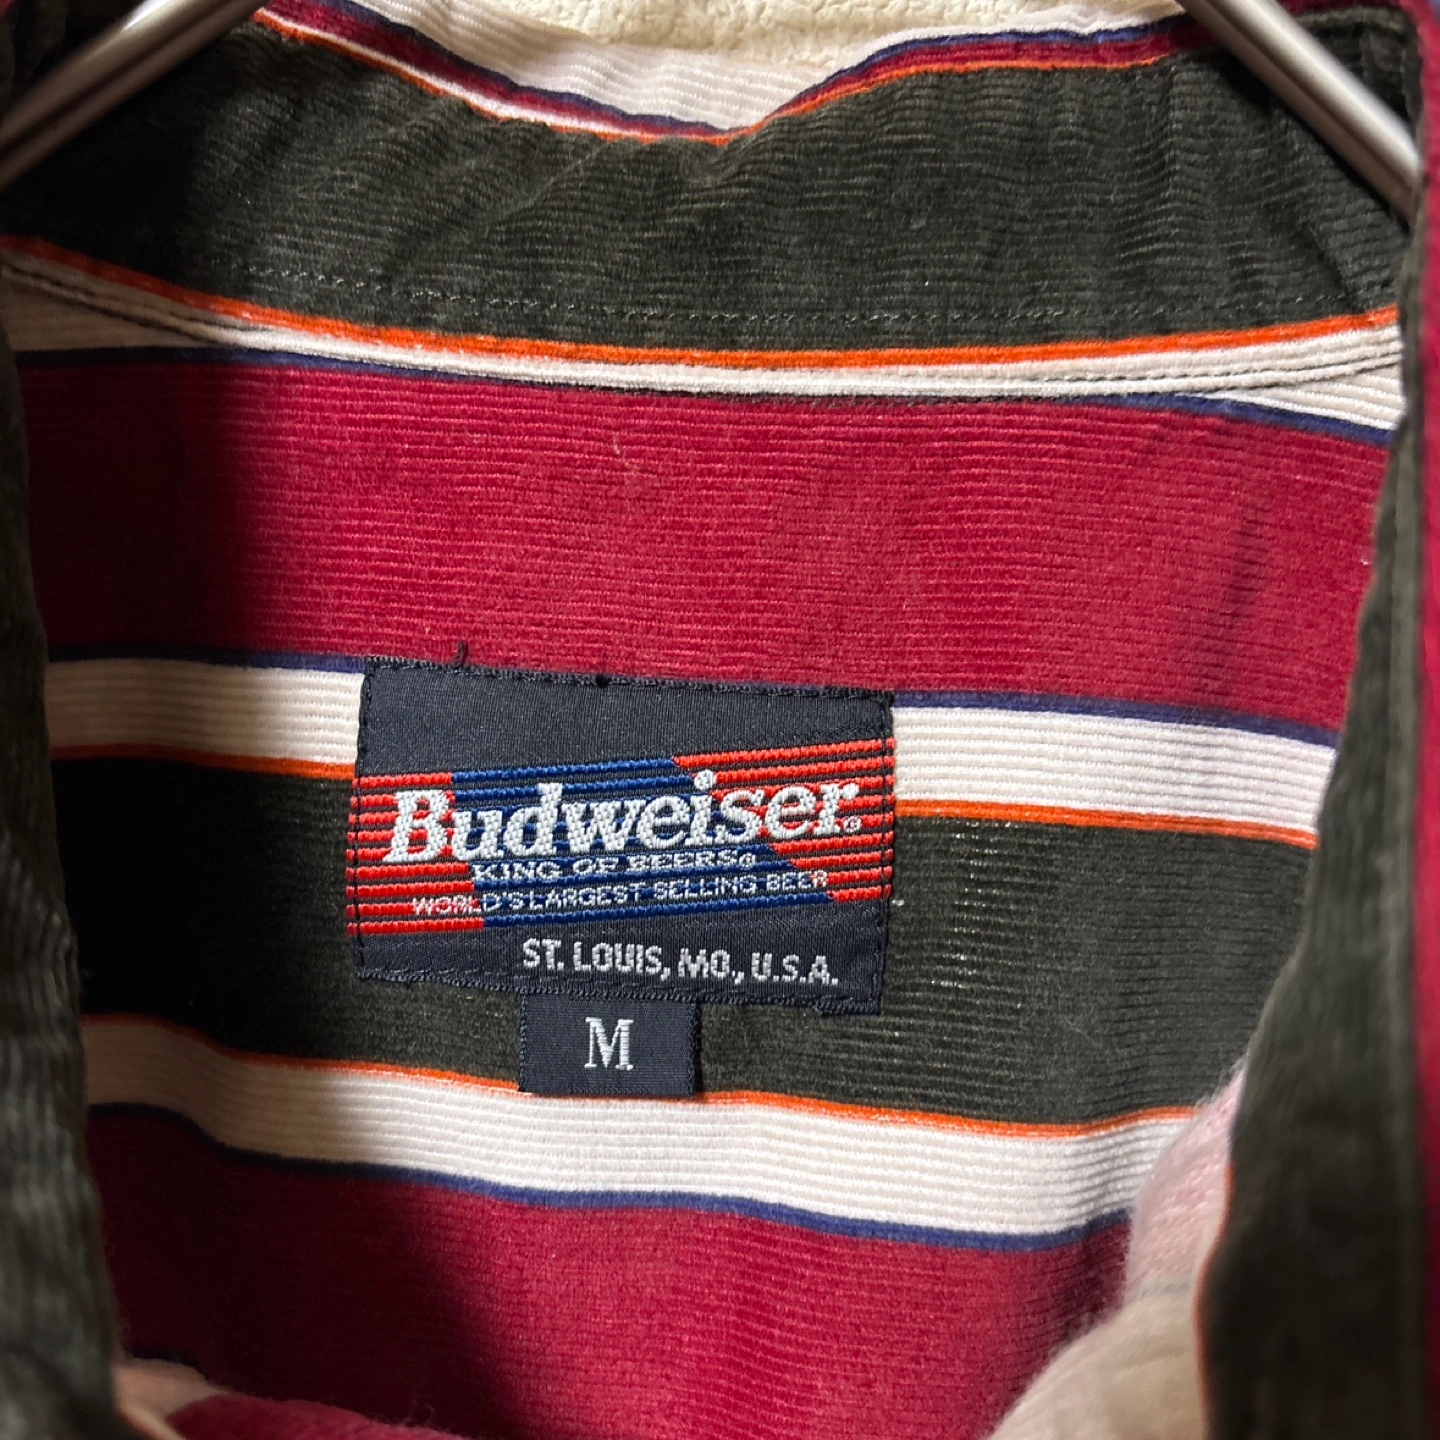 Budweiser®
KING OF BEERS®
WORLD'S LARGEST SELLING BEER
ST. LOUIS, MO., U.S.A.
M